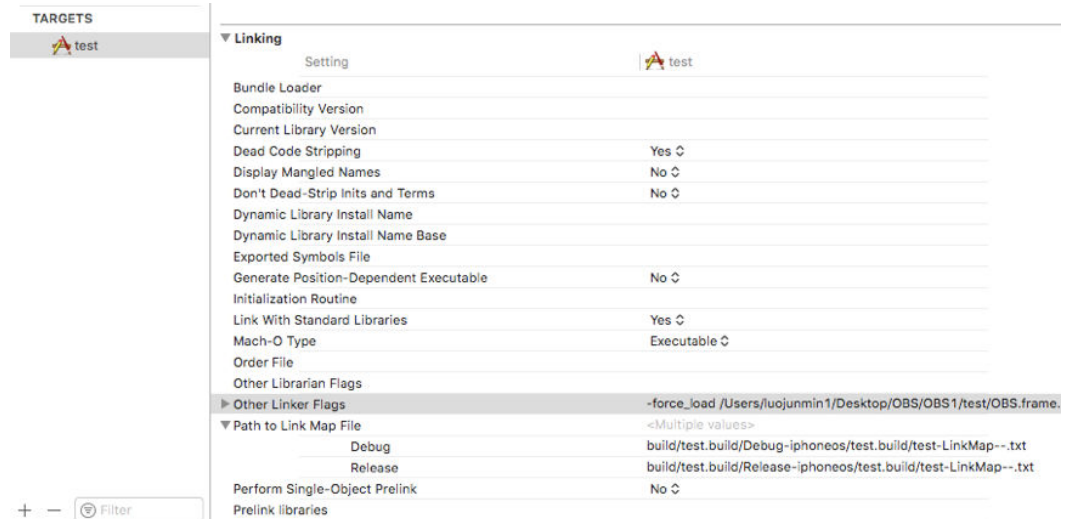 TARGETS
test
Linking
Setting test
Bundle Loader
Compatibility Version
Current Library Version
Dead Code Stripping Yes
Display Mangled Names No
Don't Dead-Strip Inits and Terms No
Dynamic Library Install Name
Dynamic Library Install Name Base
Exported Symbols File
Generate Position-Dependent Executable No
Initialization Routine
Link With Standard Libraries Yes
Mach-O Type Executable
Order File
Other Librarian Flags
Other Linker Flags -force_load /Users/luojunmin1/Desktop/OBS/OBS1/test/OBS.frame.
Path to Link Map File <Multiple values>
Debug build/test.build/Debug-iphoneos/test.build/test-LinkMap--.txt
Release build/test.build/Release-iphoneos/test.build/test-LinkMap--.txt
Perform Single-Object Prelink No
Prelink libraries
+ — Filter